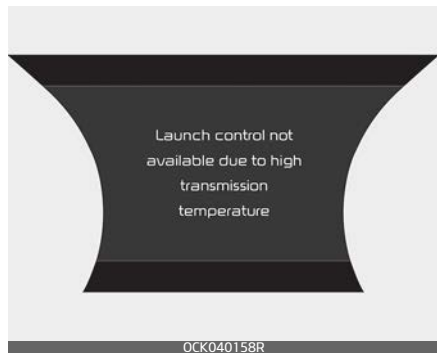 Launch control not
available due to high
transmission
temperature
OCK040158R